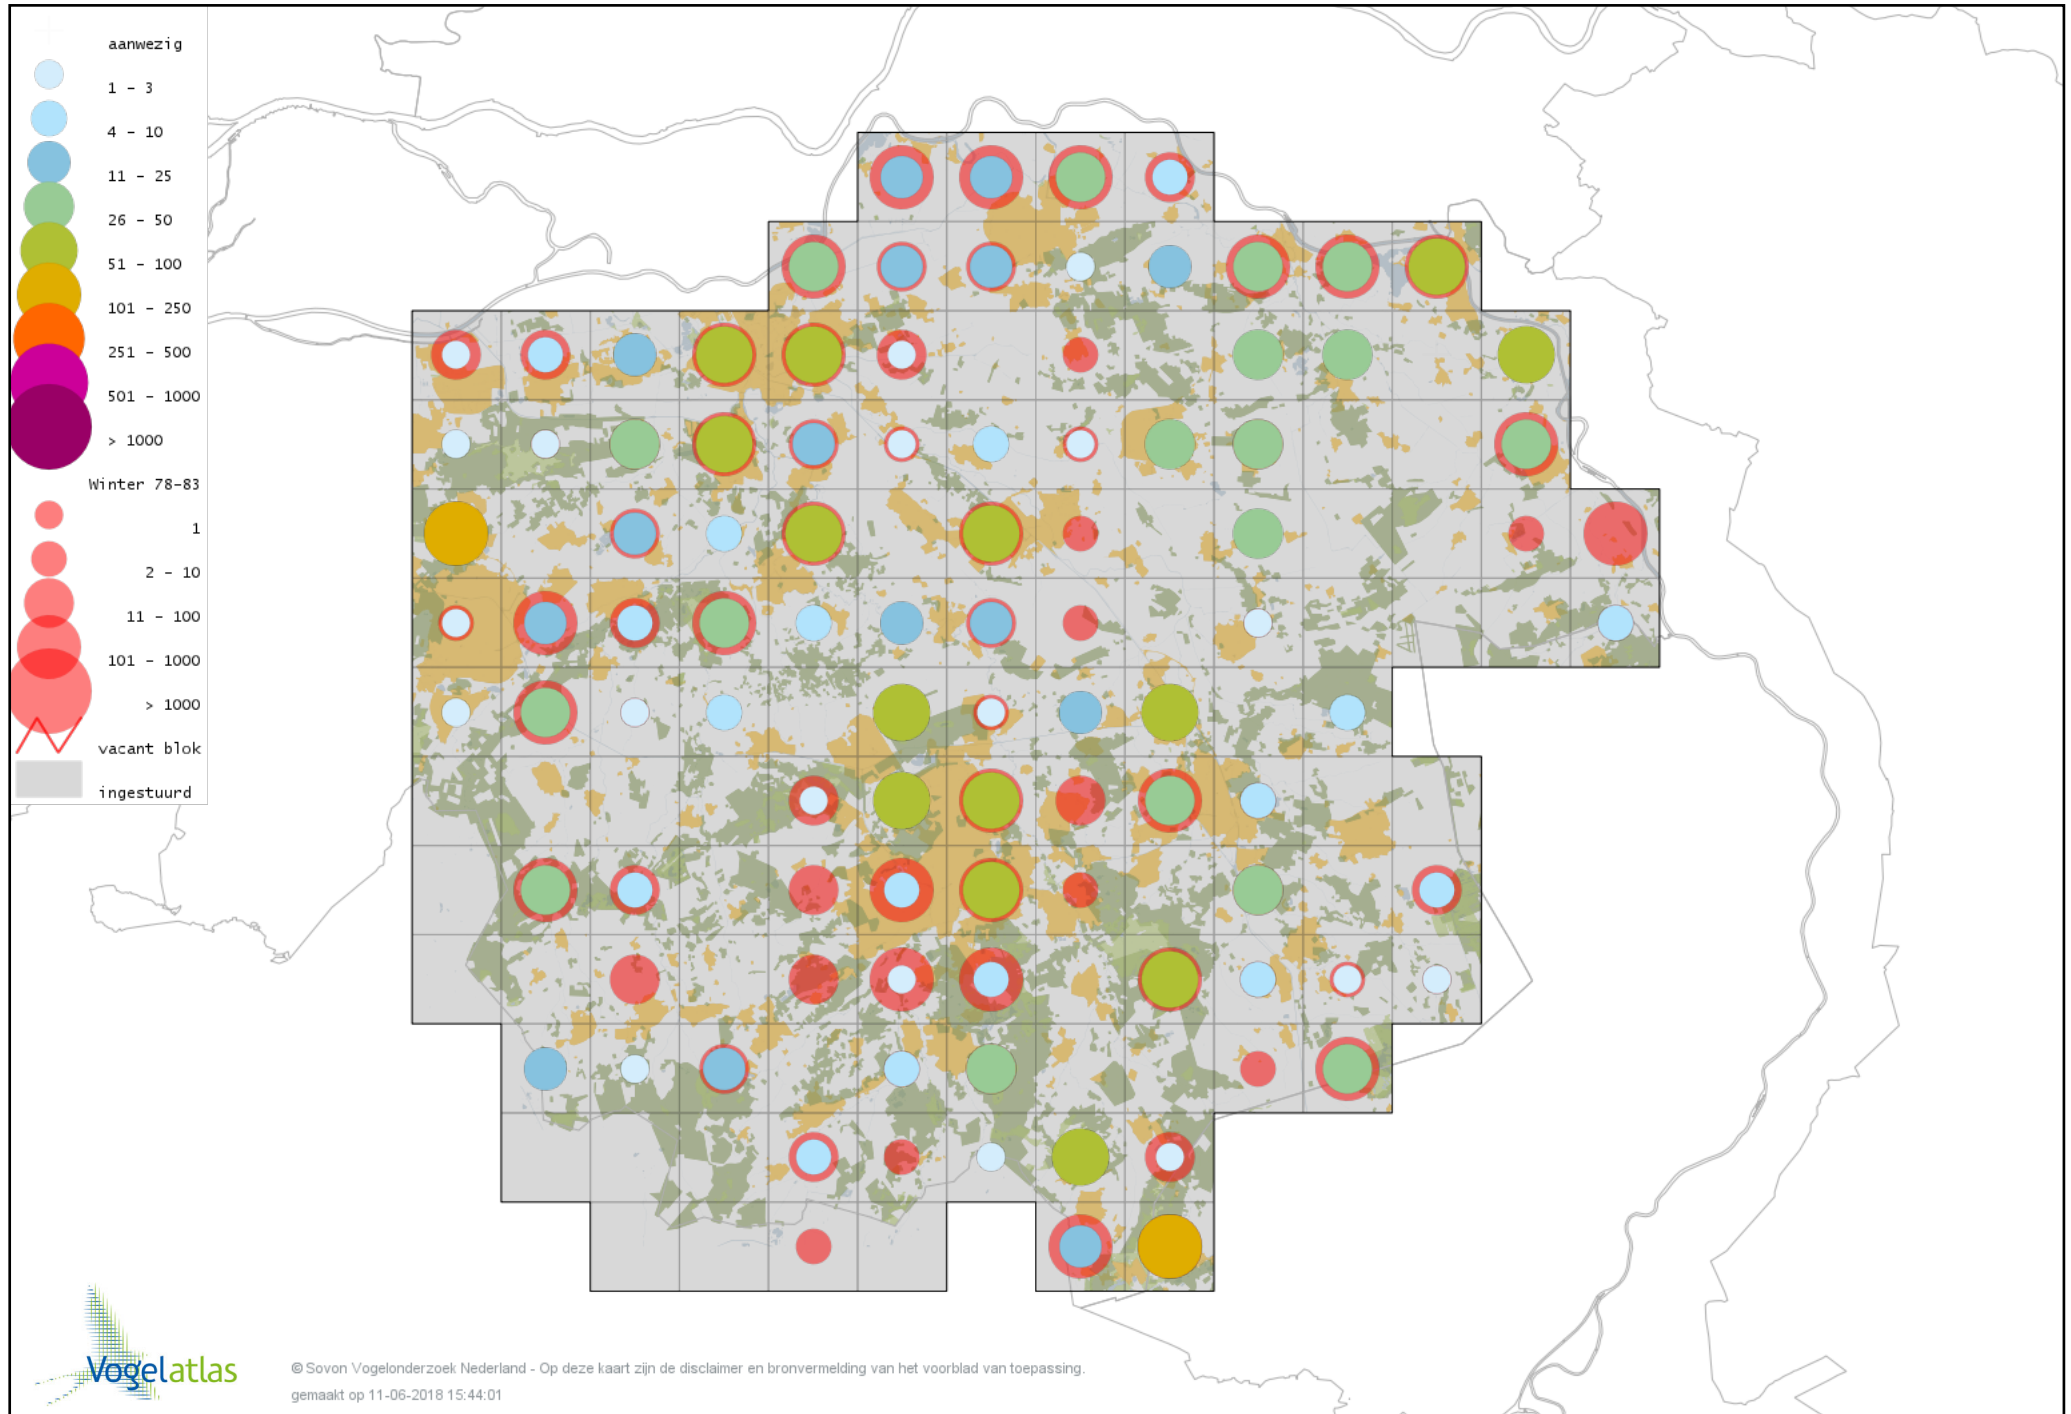 aanwezig
1 - 3
4 - 10
11 - 25
26 - 50
51 - 100
101 - 250
251 - 500
501 - 1000
> 1000
Winter 78-83
1
2 - 10
11 - 100
101 - 1000
> 1000
vacant blok
ingestuurd
Vogelatlas
© Sovon Vogelonderzoek Nederland - Op deze kaart zijn de disclaimer en bronvermelding van het voorblad van toepassing.
gemaakt op 11-06-2018 15:44:01